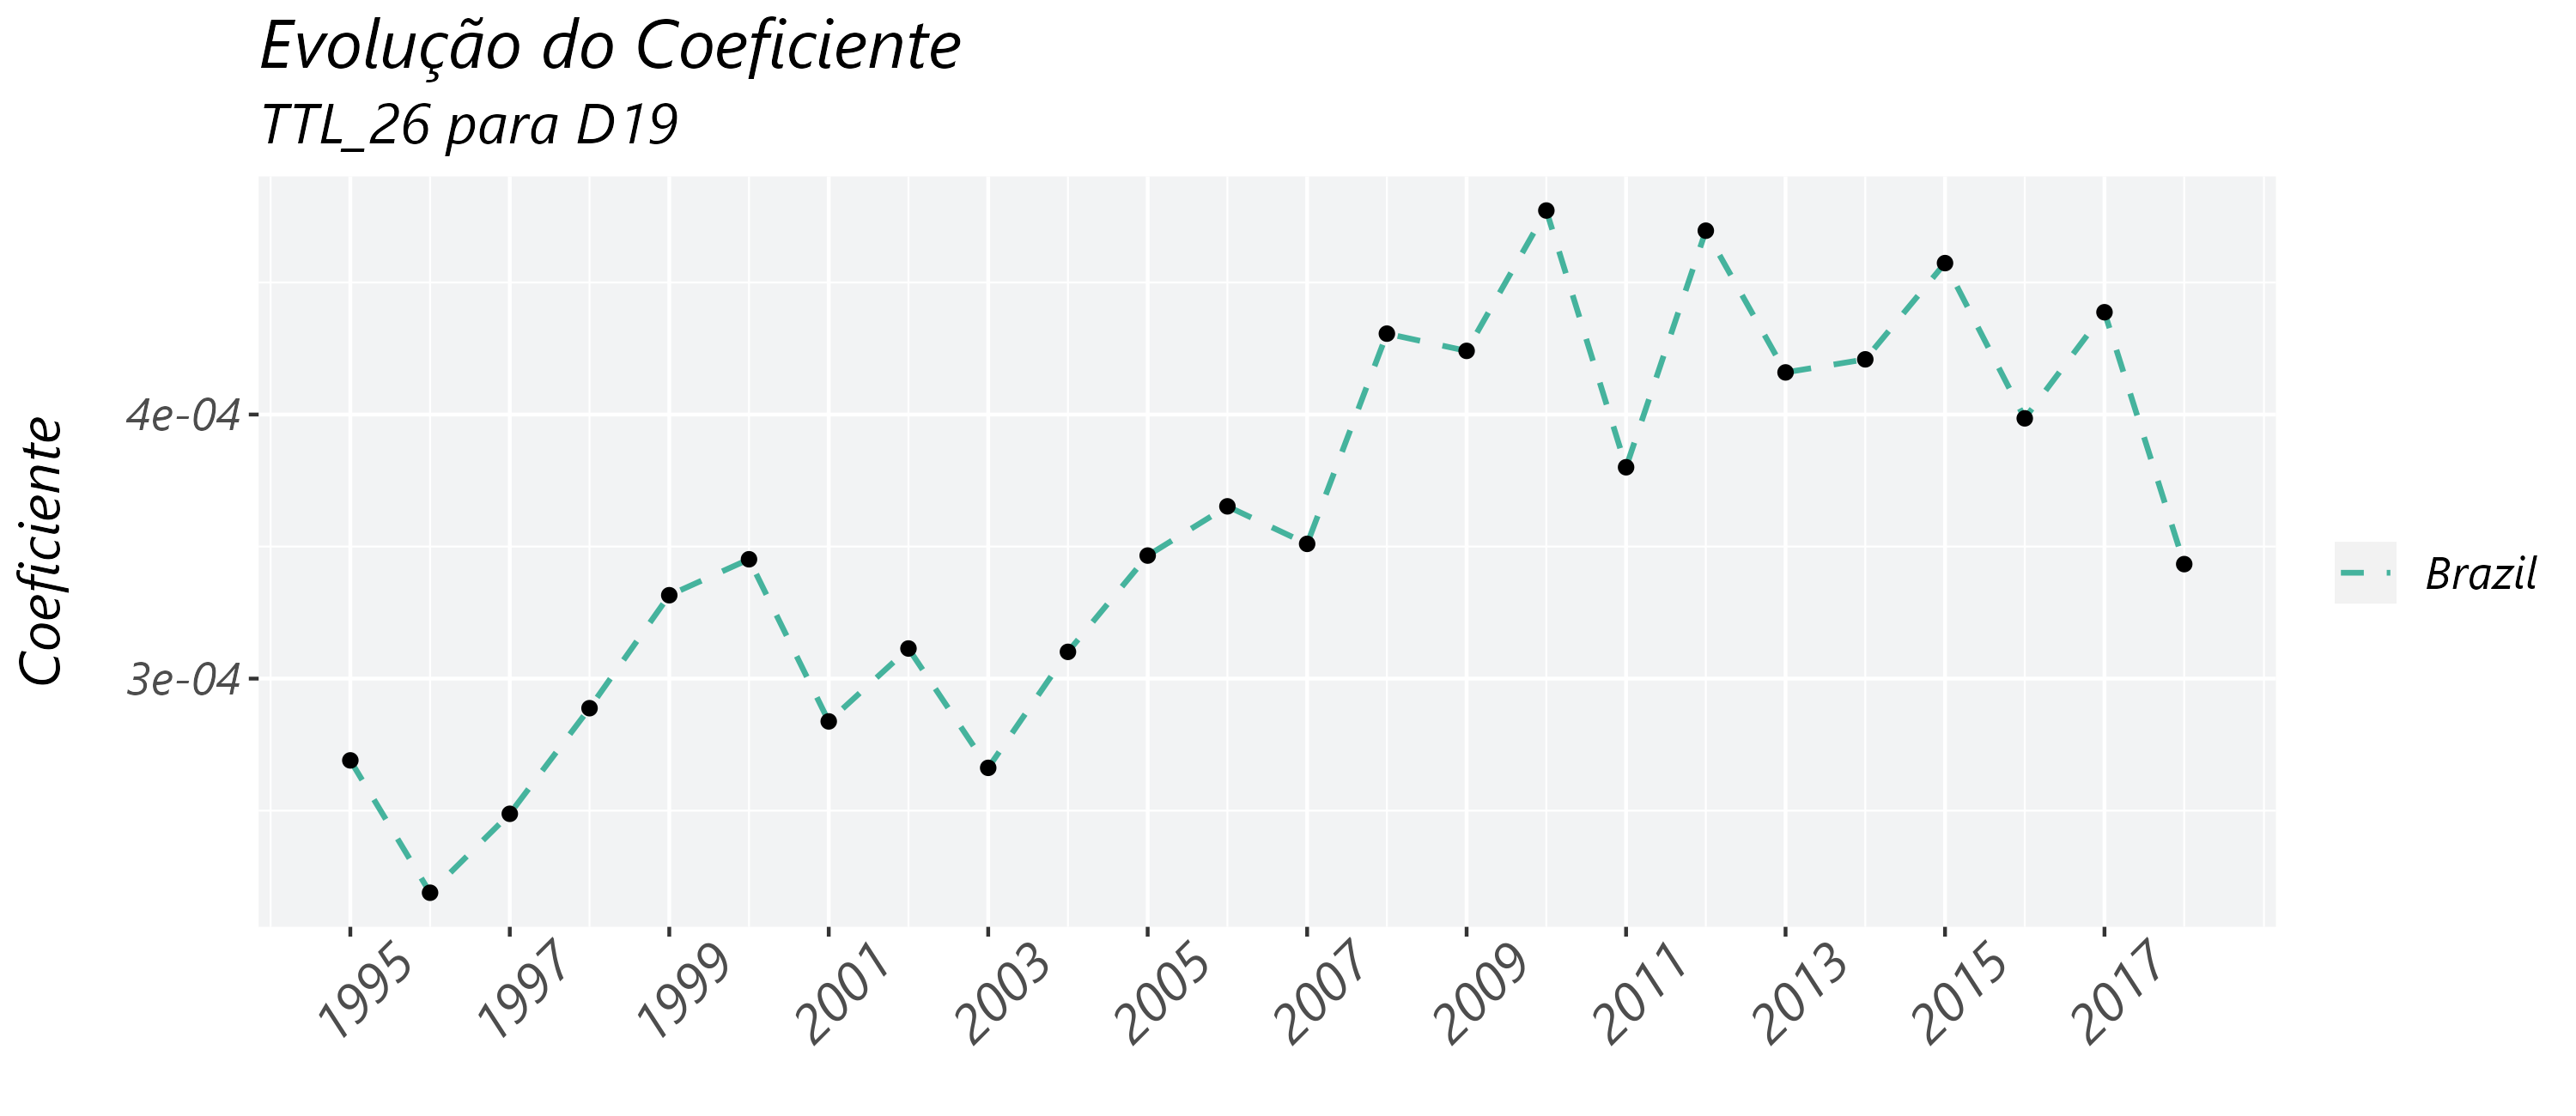 Evolução do Coeficiente
TTL_26 para D19
Coeficiente
4e-04
3e-04
1995
1997
1999
2001
2003
2005
2007
2009
2011
2013
2015
2017
Brazil